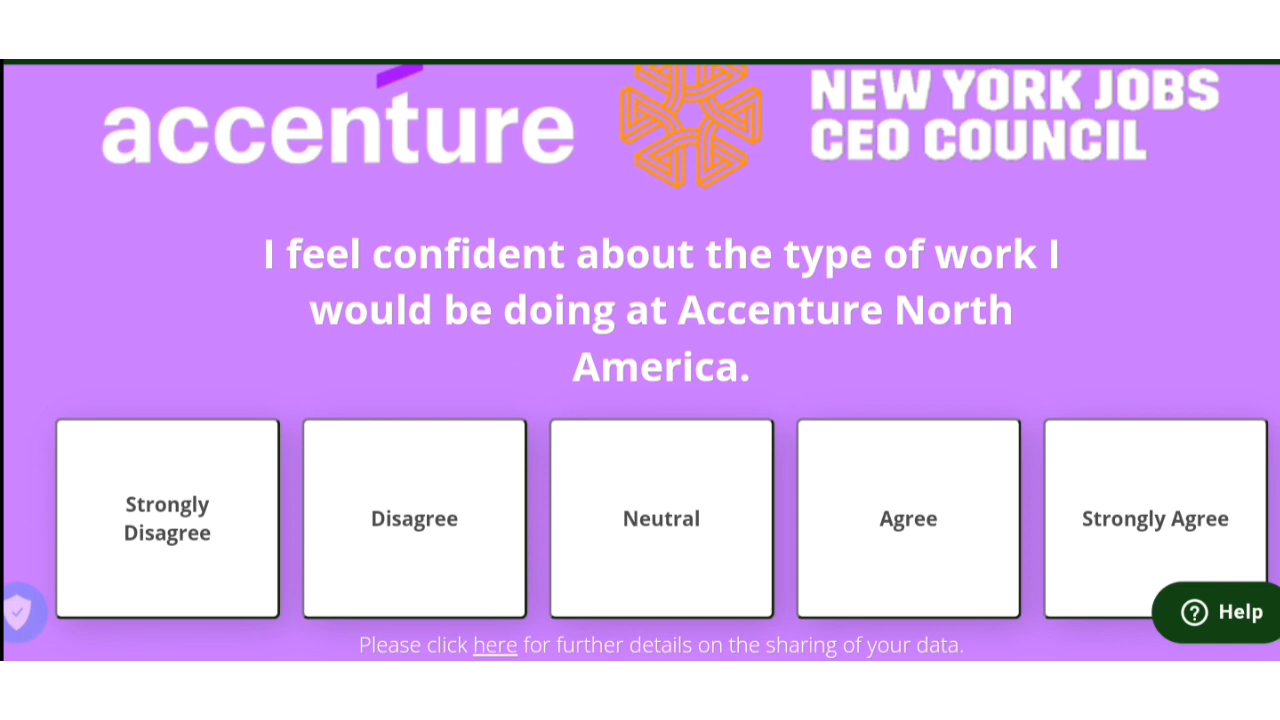 accenture
NEW YORK JOBS
CEO COUNCIL
I feel confident about the type of work I
would be doing at Accenture North
America.
Strongly
Disagree
Disagree
Neutral
Agree
Strongly Agree
Help
Please click here for further details on the sharing of your data.